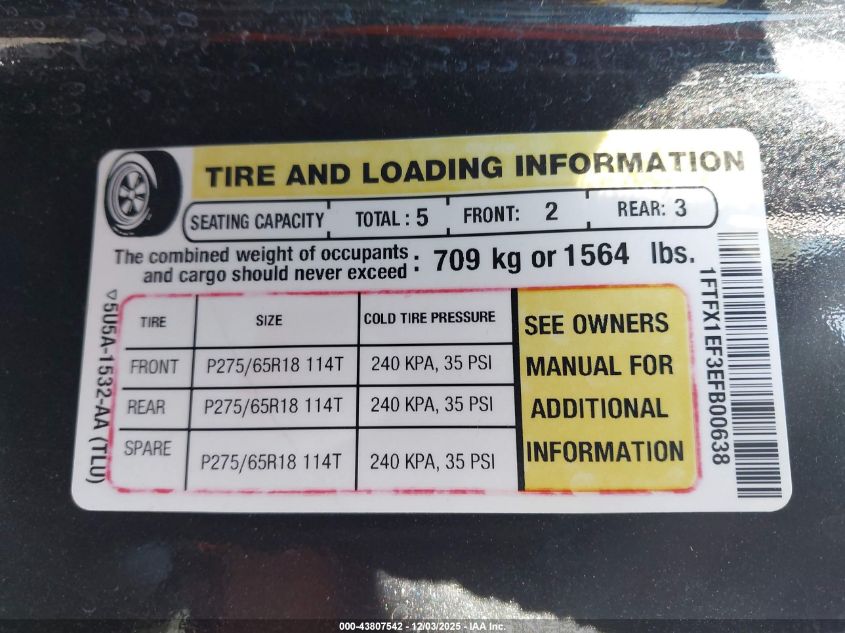 TIRE AND LOADING INFORMATION
SEATING CAPACITY TOTAL : 5 FRONT: 2 REAR: 3
The combined weight of occupants
and cargo should never exceed : 709 kg or 1564 lbs.
TIRE SIZE COLD TIRE PRESSURE
FRONT P275/65R18 114T 240 KPA, 35 PSI
REAR P275/65R18 114T 240 KPA, 35 PSI
SPARE P275/65R18 114T 240 KPA, 35 PSI
SEE OWNERS
MANUAL FOR
ADDITIONAL
INFORMATION
5U5A-1532-AA (TLU)
1FTFX1EF3EFB00638
000-43807542 - 12/03/2025 - IAA Inc.